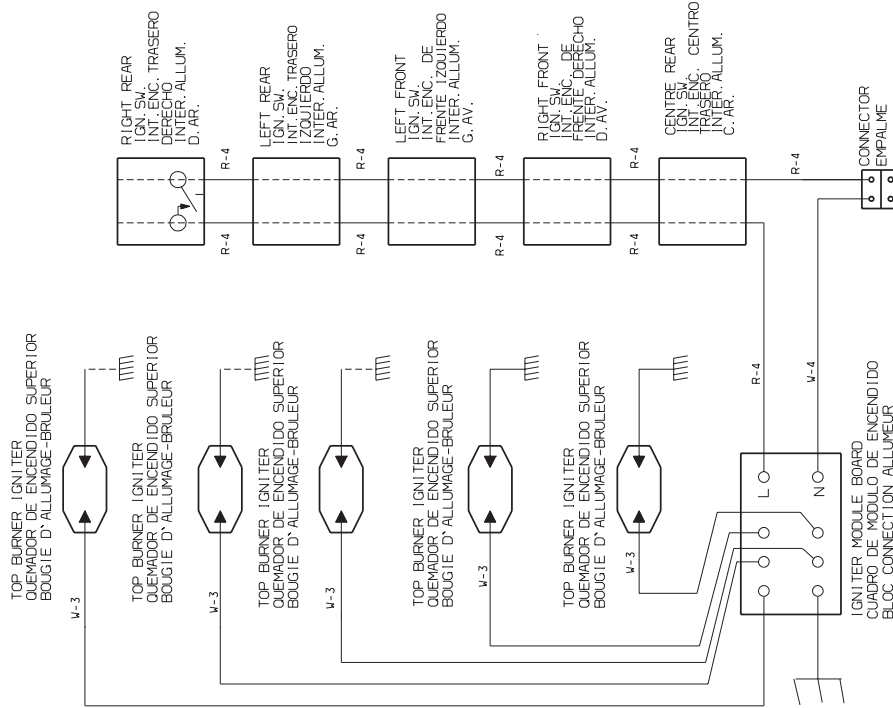 TOP BURNER IGNITER
QUEMADOR DE ENCENDIDO SUPERIOR
BOUGIE D`ALLUMAGE-BRULEUR
TOP BURNER IGNITER
QUEMADOR DE ENCENDIDO SUPERIOR
BOUGIE D`ALLUMAGE-BRULEUR
TOP BURNER IGNITER
QUEMADOR DE ENCENDIDO SUPERIOR
BOUGIE D`ALLUMAGE-BRULEUR
TOP BURNER IGNITER
QUEMADOR DE ENCENDIDO SUPERIOR
BOUGIE D`ALLUMAGE-BRULEUR
TOP BURNER IGNITER
QUEMADOR DE ENCENDIDO SUPERIOR
BOUGIE D`ALLUMAGE-BRULEUR
W-3
W-3
W-3
W-3
W-3
RIGHT REAR
IGN. SW.
INT. ENC. TRASERO
DERECHO
INTER. ALLUM.
D. AR.
LEFT REAR
IGN. SW.
INT. ENC. TRASERO
IZQUIERDO
INTER. ALLUM.
G. AR.
LEFT FRONT
IGN. SW.
INT. ENC. DE
FRENTE IZQUIERDO
INTER. ALLUM.
G. AV.
RIGHT FRONT
IGN. SW.
INT. ENC. DE
FRENTE DERECHO
INTER. ALLUM.
D. AV.
CENTRE REAR
IGN. SW.
INT. ENC. CENTRO
TRASERO
INTER. ALLUM.
C. AR.
R-4
R-4
R-4
R-4
R-4
R-4
R-4
R-4
R-4
R-4
W-4
L
N
CONNECTOR
EMPALME
IGNITER MODULE BOARD
CUADRO DE MODULO DE ENCENDIDO
BLOC CONNECTION ALLUMEUR